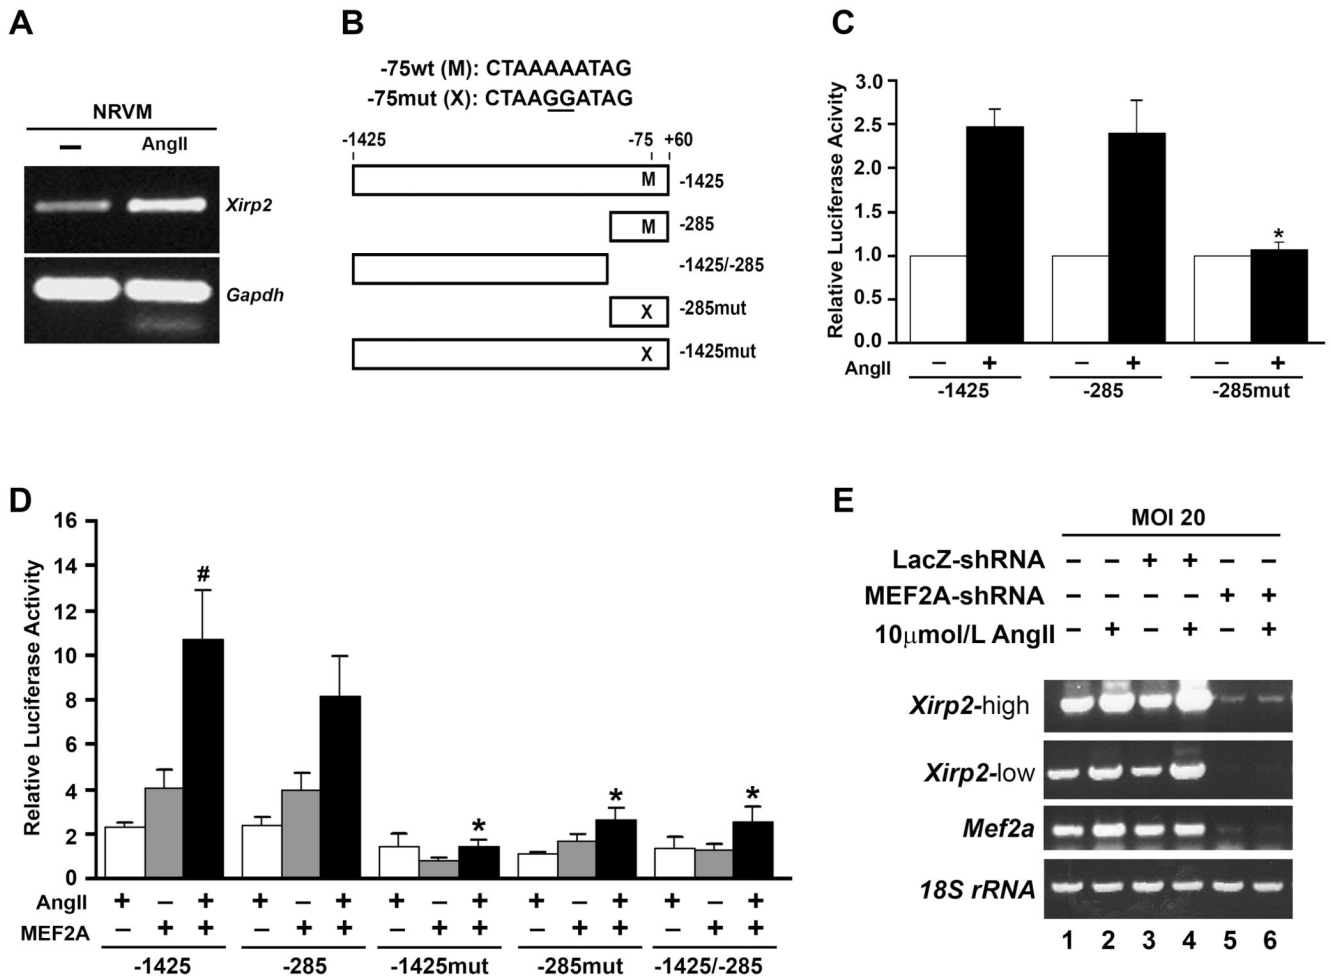 A
NRVM
– AngII
Xirp2
Gapdh
B
-75wt (M): CTAAAAATAG
-75mut (X): CTAAGGATAG
-1425 -75 +60
M -1425
M -285
-1425/-285
X -285mut
X -1425mut
C
Relative Luciferase Acivity
3.0
2.5
2.0
1.5
1.0
0.5
0.0
*
AngII – + – + – +
-1425 -285 -285mut
D
Relative Luciferase Activity
16
14
12
10
8
6
4
2
0
# * * *
AngII + – + + – + + – + + – + + – +
MEF2A – + + – + + – + + – + + – + +
-1425 -285 -1425mut -285mut -1425/-285
E
MOI 20
LacZ-shRNA – – + + – –
MEF2A-shRNA – – – – + +
10μmol/L AngII – + – + – +
Xirp2-high
Xirp2-low
Mef2a
18S rRNA
1 2 3 4 5 6